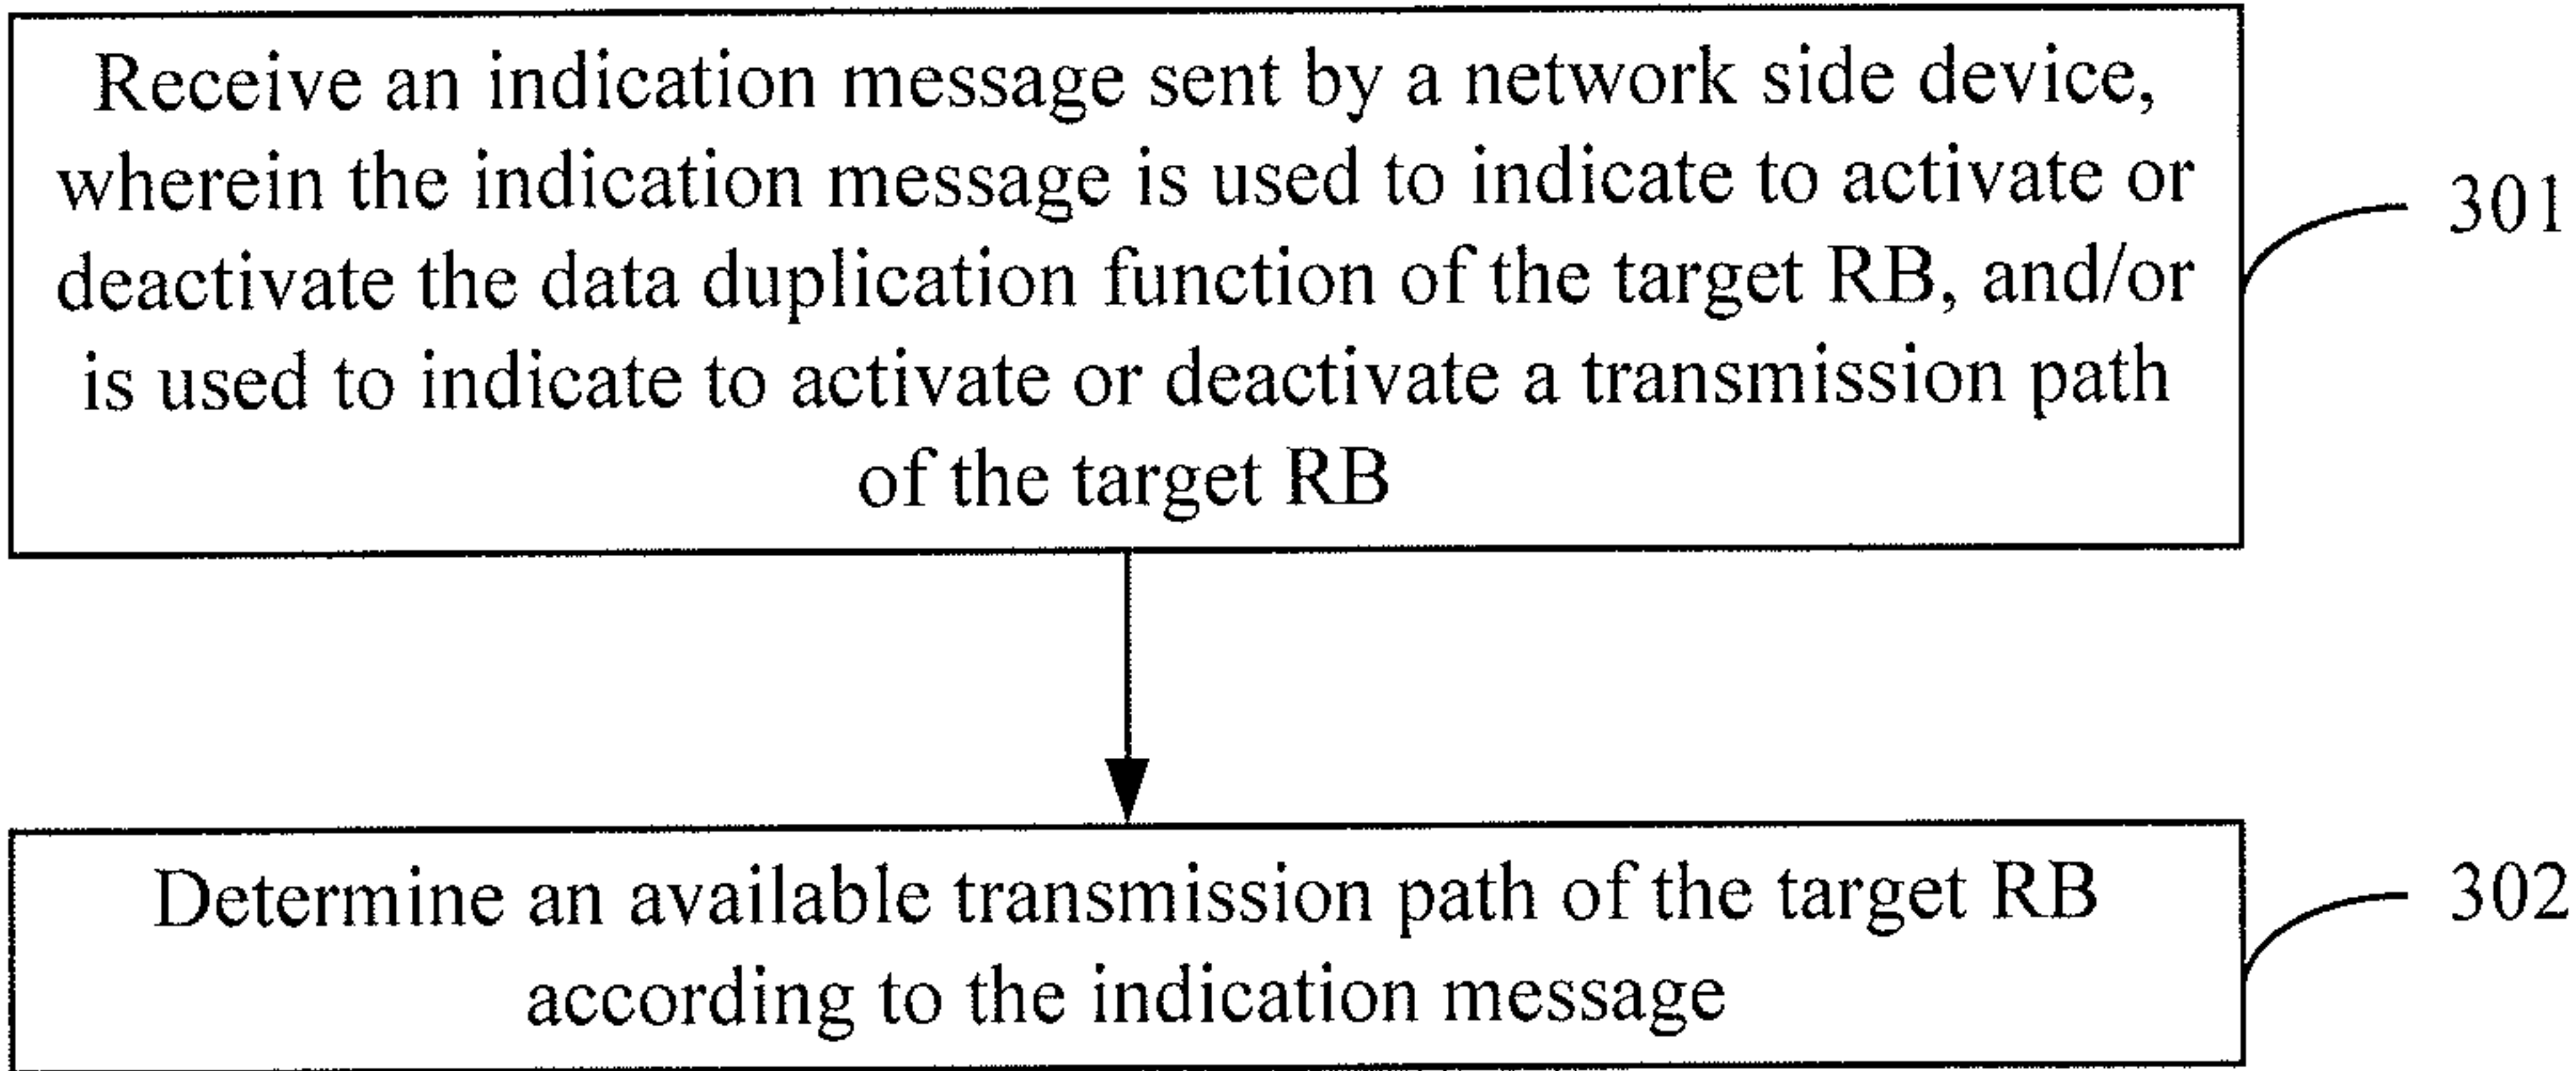 Receive an indication message sent by a network side device,
wherein the indication message is used to indicate to activate or
deactivate the data duplication function of the target RB, and/or
is used to indicate to activate or deactivate a transmission path
of the target RB
301
Determine an available transmission path of the target RB
according to the indication message
302